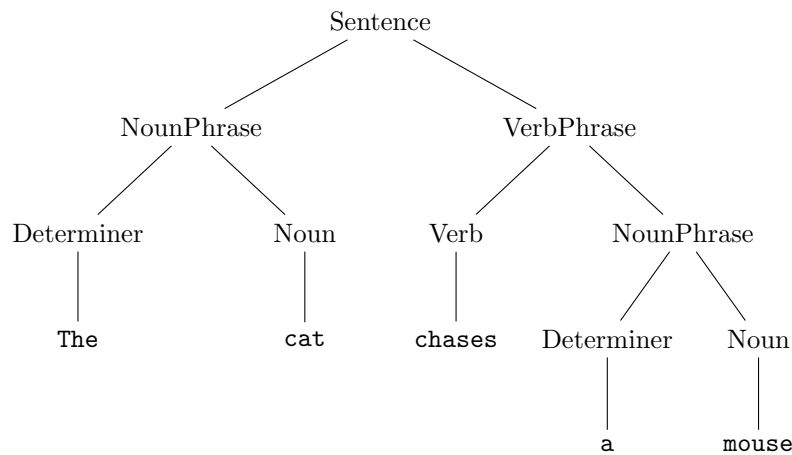 Sentence
NounPhrase VerbPhrase
Determiner Noun Verb NounPhrase
The cat chases Determiner Noun
a mouse